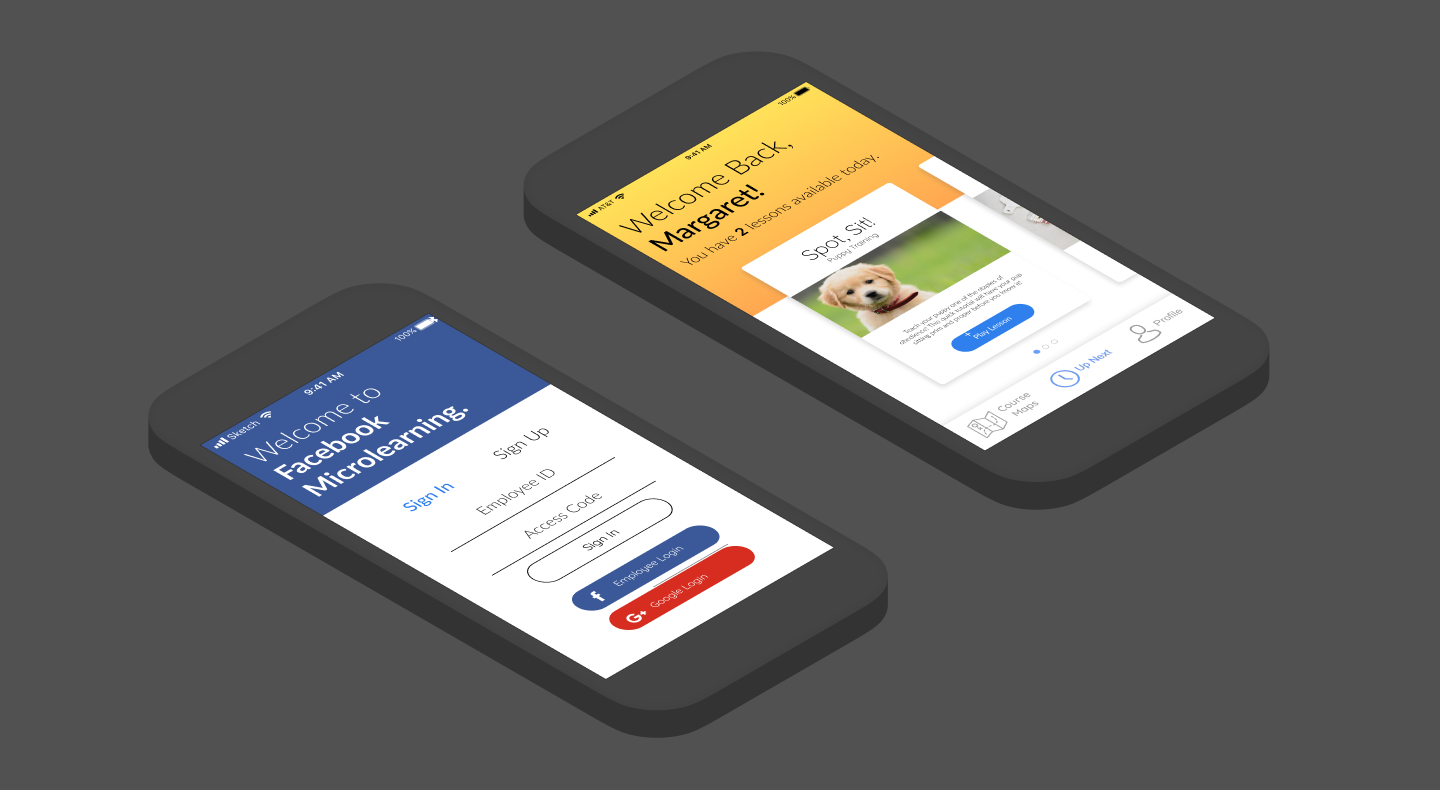 Sketch
9:41 AM
100%
Welcome to
Facebook
Microlearning.
Sign In
Sign Up
Employee ID
Access Code
Sign In
f Employee Login
G+ Google Login
AT&T
9:41 AM
100%
Welcome Back,
Margaret!
You have 2 lessons available today.
Spot, Sit!
Puppy Training
Teach your puppy one of the staples of
obedience! This quick tutorial will have your pup
sitting prim and proper before you know it!
Play Lesson
Course
Maps
Up Next
Profile